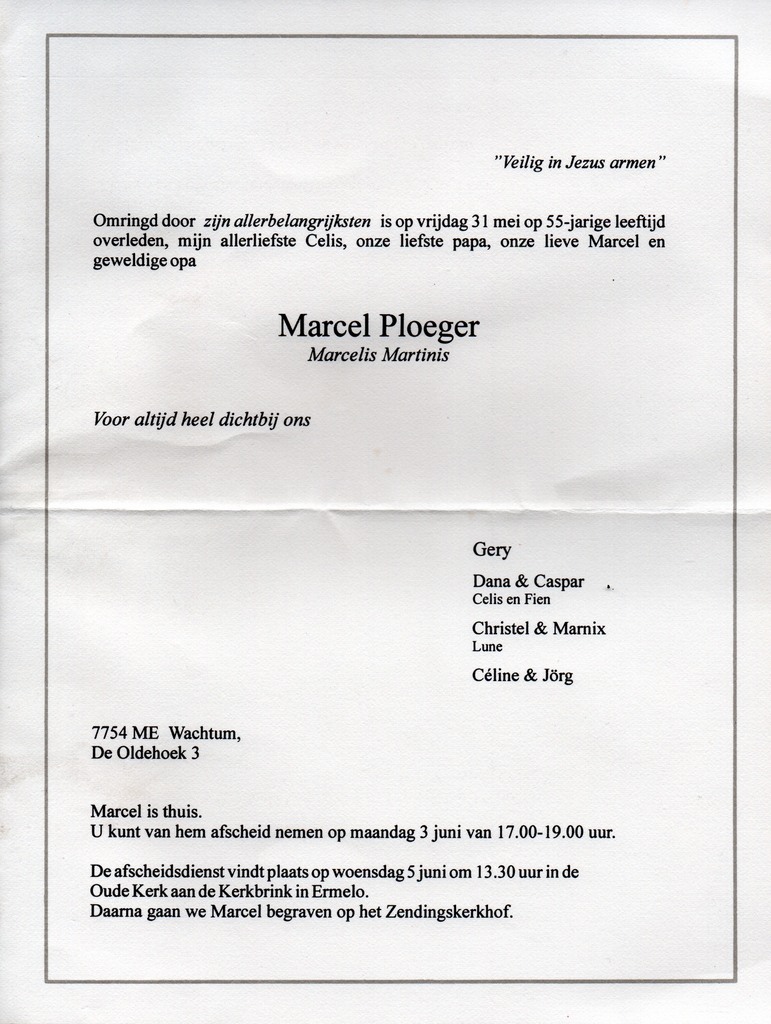 "Veilig in Jezus armen"
Omringd door zijn allerbelangrijksten is op vrijdag 31 mei op 55-jarige leeftijd
overleden, mijn allerliefste Celis, onze liefste papa, onze lieve Marcel en
geweldige opa
Marcel Ploeger
Marcelis Martinis
Voor altijd heel dichtbij ons
Gery
Dana & Caspar
Celis en Fien
Christel & Marnix
Lune
Céline & Jörg
7754 ME Wachtum,
De Oldehoek 3
Marcel is thuis.
U kunt van hem afscheid nemen op maandag 3 juni van 17.00-19.00 uur.
De afscheidsdienst vindt plaats op woensdag 5 juni om 13.30 uur in de
Oude Kerk aan de Kerkbrink in Ermelo.
Daarna gaan we Marcel begraven op het Zendingskerkhof.